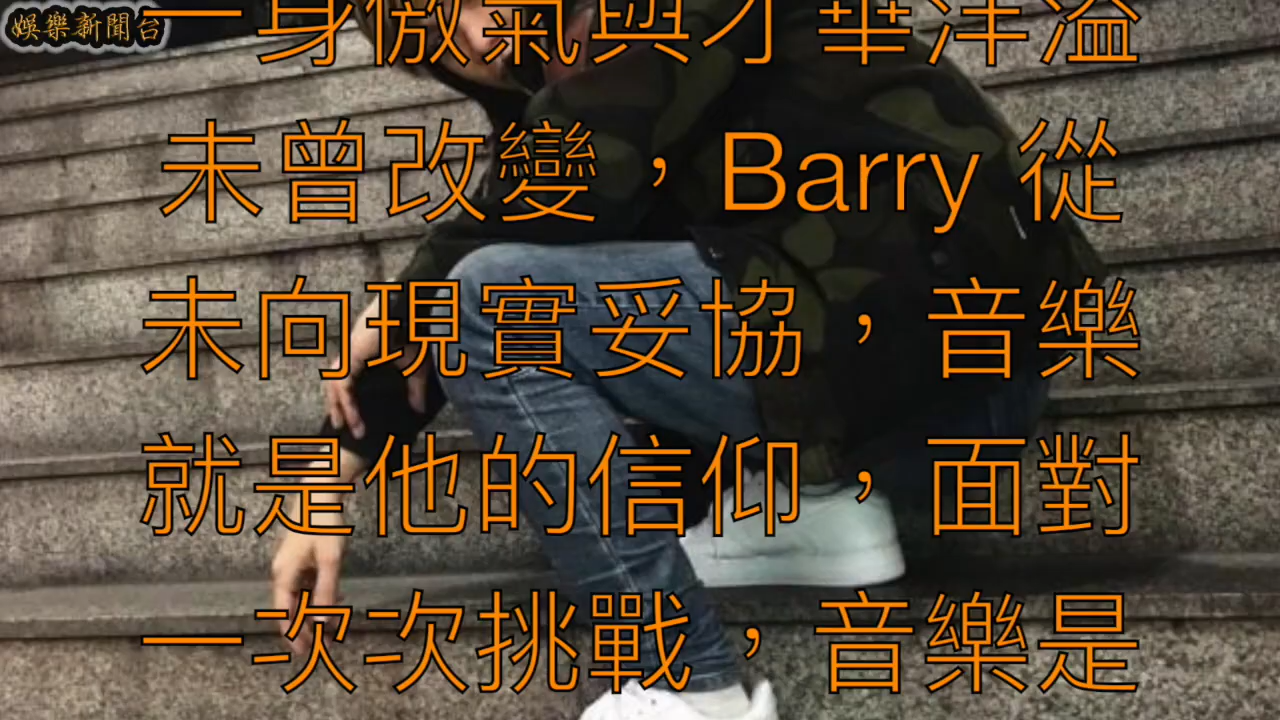 娛樂新聞台
一身傲氣與才華洋溢
未曾改變，Barry 從
未向現實妥協，音樂
就是他的信仰，面對
一次次挑戰，音樂是